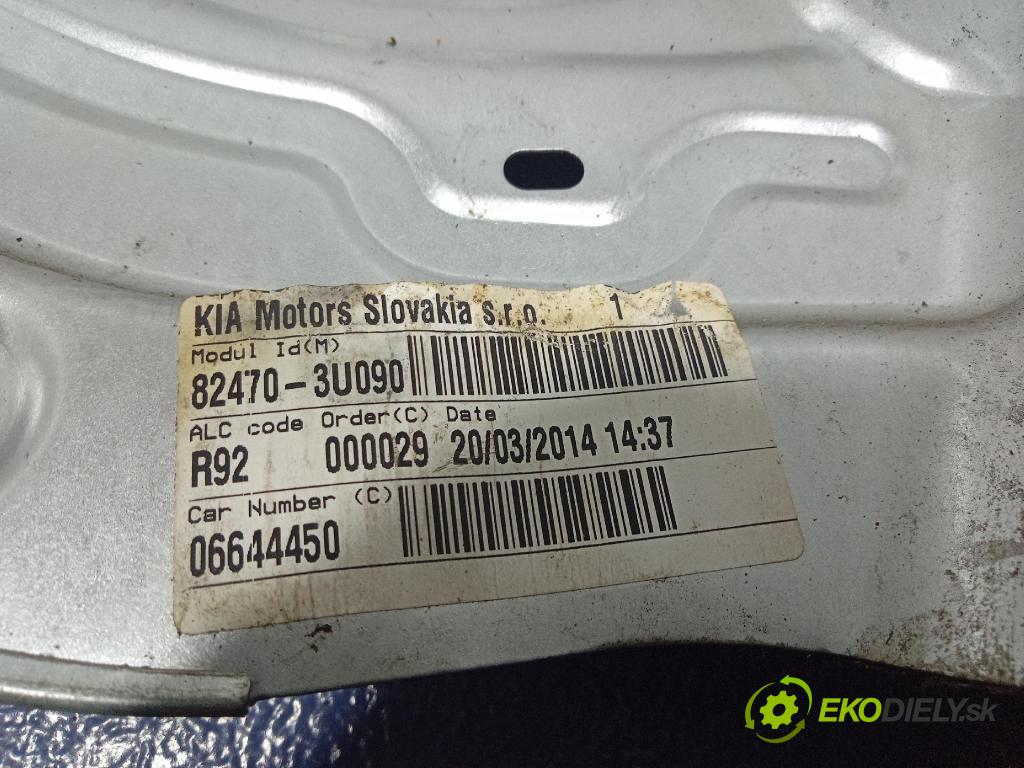 KIA Motors Slovakia s.r.o. 1
Modul Id(M)
82470-3U090
ALC code Order(C) Date
R92 000029 20/03/2014 14:37
Car Number (C)
06644450
EKODIELY.sk